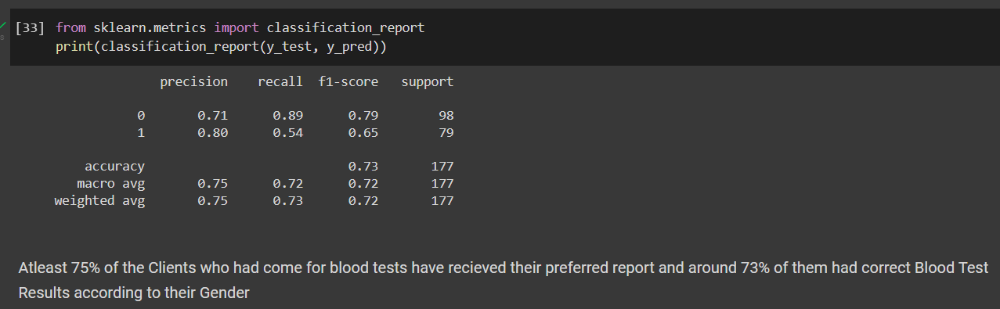 [33] from sklearn.metrics import classification_report
print(classification_report(y_test, y_pred))
precision recall f1-score support
0 0.71 0.89 0.79 98
1 0.80 0.54 0.65 79
accuracy 0.73 177
macro avg 0.75 0.72 0.72 177
weighted avg 0.75 0.73 0.72 177
Atleast 75% of the Clients who had come for blood tests have recieved their preferred report and around 73% of them had correct Blood Test
Results according to their Gender